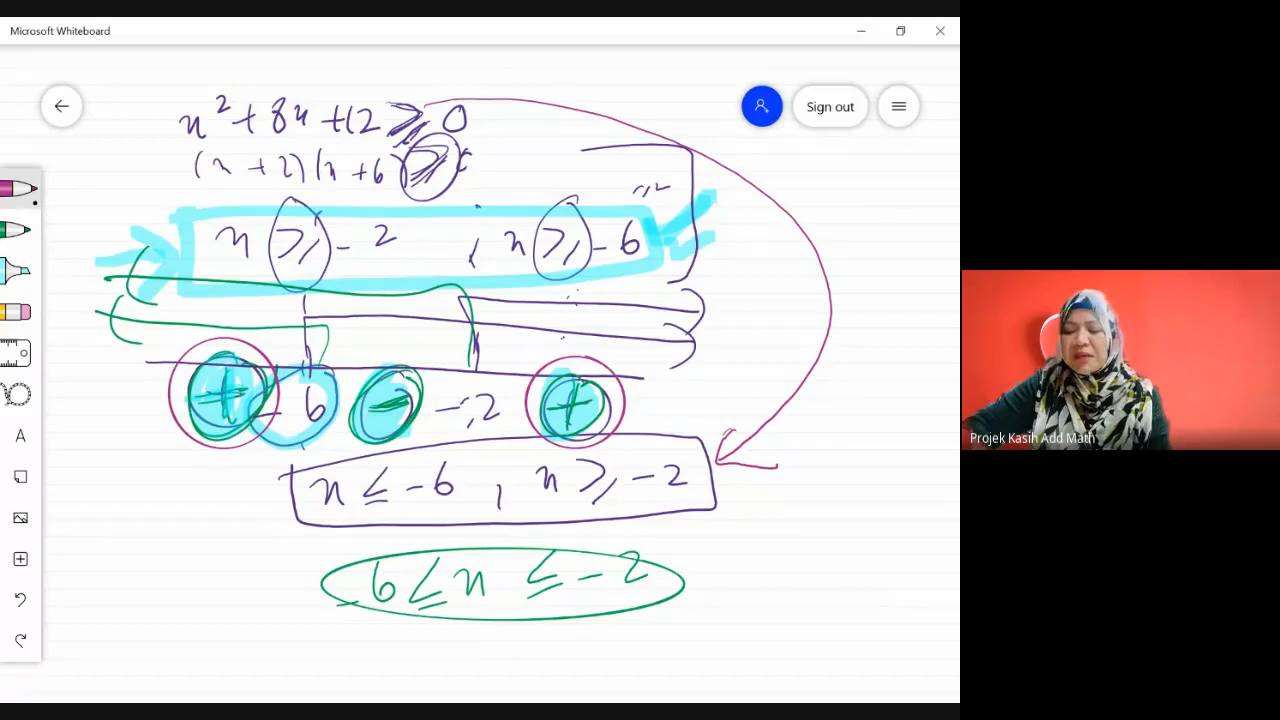 Microsoft Whiteboard
Sign out
x² + 8x + 12 ≥ 0
(x + 2)(x + 6) ≥
x ≥ - 2 , x ≥ - 6
+ - 6 - - 2 +
x ≤ - 6 , x ≥ - 2
- 6 ≤ x ≤ - 2
A
Projek Kasih Add Math